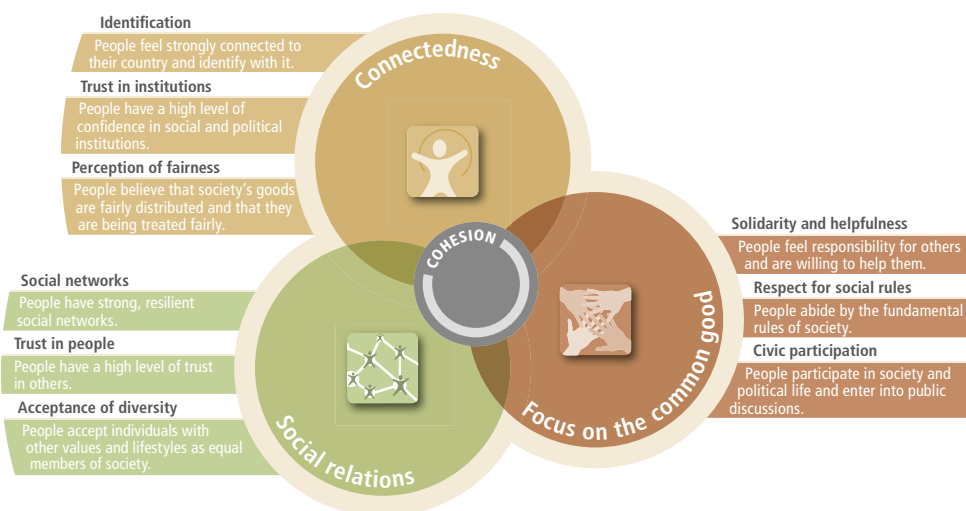 Identification
People feel strongly connected to
their country and identify with it.
Trust in institutions
People have a high level of
confidence in social and political
institutions.
Perception of fairness
People believe that society’s goods
are fairly distributed and that they
are being treated fairly.
Connectedness
COHESION
Social networks
People have strong, resilient
social networks.
Trust in people
People have a high level of trust
in others.
Acceptance of diversity
People accept individuals with
other values and lifestyles as equal
members of society.
Social relations
Solidarity and helpfulness
People feel responsibility for others
and are willing to help them.
Respect for social rules
People abide by the fundamental
rules of society.
Civic participation
People participate in society and
political life and enter into public
discussions.
Focus on the common good